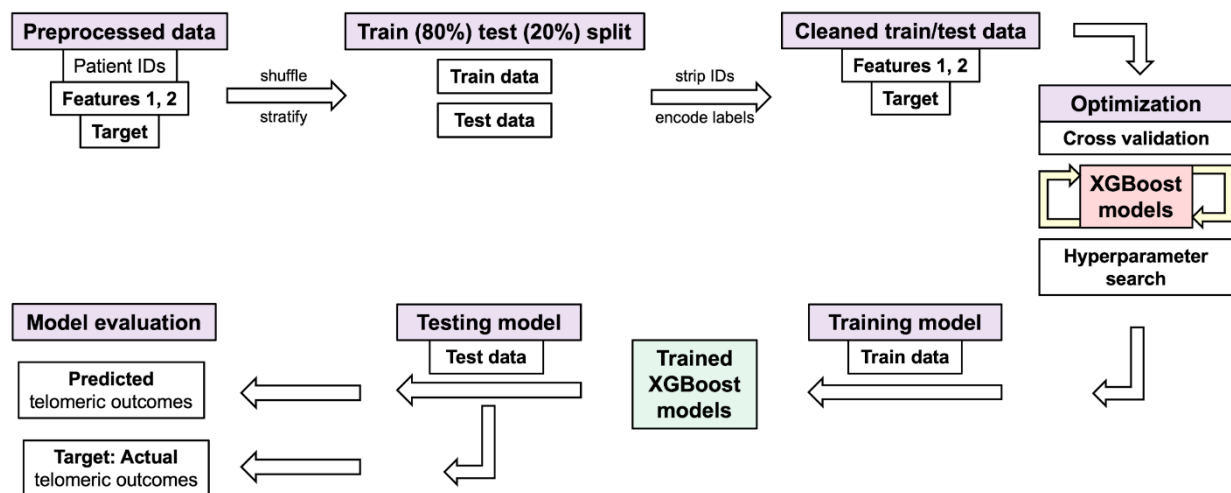 Preprocessed data
Patient IDs
Features 1, 2
Target
shuffle
stratify
Train (80%) test (20%) split
Train data
Test data
strip IDs
encode labels
Cleaned train/test data
Features 1, 2
Target
Optimization
Cross validation
XGBoost
models
Hyperparameter
search
Training model
Train data
Trained
XGBoost
models
Testing model
Test data
Model evaluation
Predicted
telomeric outcomes
Target: Actual
telomeric outcomes